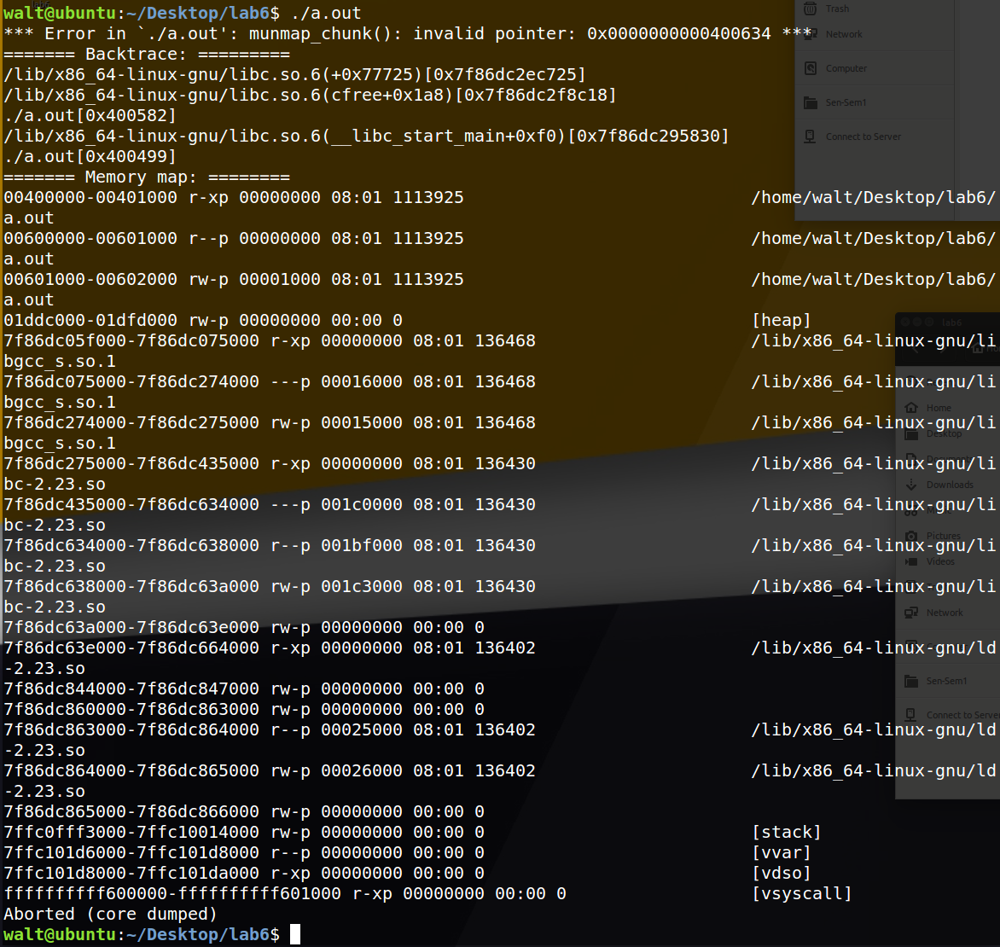 walt@ubuntu:~/Desktop/lab6$ ./a.out
*** Error in `./a.out': munmap_chunk(): invalid pointer: 0x0000000000400634 ***
======= Backtrace: =========
/lib/x86_64-linux-gnu/libc.so.6(+0x77725)[0x7f86dc2ec725]
/lib/x86_64-linux-gnu/libc.so.6(cfree+0x1a8)[0x7f86dc2f8c18]
./a.out[0x400582]
/lib/x86_64-linux-gnu/libc.so.6(__libc_start_main+0xf0)[0x7f86dc295830]
./a.out[0x400499]
======= Memory map: ========
00400000-00401000 r-xp 00000000 08:01 1113925                            /home/walt/Desktop/lab6/
a.out
00600000-00601000 r--p 00000000 08:01 1113925                            /home/walt/Desktop/lab6/
a.out
00601000-00602000 rw-p 00001000 08:01 1113925                            /home/walt/Desktop/lab6/
a.out
01ddc000-01dfd000 rw-p 00000000 00:00 0                                  [heap]
7f86dc05f000-7f86dc075000 r-xp 00000000 08:01 136468                     /lib/x86_64-linux-gnu/li
bgcc_s.so.1
7f86dc075000-7f86dc274000 ---p 00016000 08:01 136468                     /lib/x86_64-linux-gnu/li
bgcc_s.so.1
7f86dc274000-7f86dc275000 rw-p 00015000 08:01 136468                     /lib/x86_64-linux-gnu/li
bgcc_s.so.1
7f86dc275000-7f86dc435000 r-xp 00000000 08:01 136430                     /lib/x86_64-linux-gnu/li
bc-2.23.so
7f86dc435000-7f86dc634000 ---p 001c0000 08:01 136430                     /lib/x86_64-linux-gnu/li
bc-2.23.so
7f86dc634000-7f86dc638000 r--p 001bf000 08:01 136430                     /lib/x86_64-linux-gnu/li
bc-2.23.so
7f86dc638000-7f86dc63a000 rw-p 001c3000 08:01 136430                     /lib/x86_64-linux-gnu/li
bc-2.23.so
7f86dc63a000-7f86dc63e000 rw-p 00000000 00:00 0
7f86dc63e000-7f86dc664000 r-xp 00000000 08:01 136402                     /lib/x86_64-linux-gnu/ld
-2.23.so
7f86dc844000-7f86dc847000 rw-p 00000000 00:00 0
7f86dc860000-7f86dc863000 rw-p 00000000 00:00 0
7f86dc863000-7f86dc864000 r--p 00025000 08:01 136402                     /lib/x86_64-linux-gnu/ld
-2.23.so
7f86dc864000-7f86dc865000 rw-p 00026000 08:01 136402                     /lib/x86_64-linux-gnu/ld
-2.23.so
7f86dc865000-7f86dc866000 rw-p 00000000 00:00 0
7ffc0fff3000-7ffc10014000 rw-p 00000000 00:00 0                          [stack]
7ffc101d6000-7ffc101d8000 r--p 00000000 00:00 0                          [vvar]
7ffc101d8000-7ffc101da000 r-xp 00000000 00:00 0                          [vdso]
ffffffffff600000-ffffffffff601000 r-xp 00000000 00:00 0                  [vsyscall]
Aborted (core dumped)
walt@ubuntu:~/Desktop/lab6$
Trash
Network
Computer
Sen-Sem1
Connect to Server
lab6
Home
Desktop
Downloads
Pictures
Videos
Network
Sen-Sem1
Connect to Server